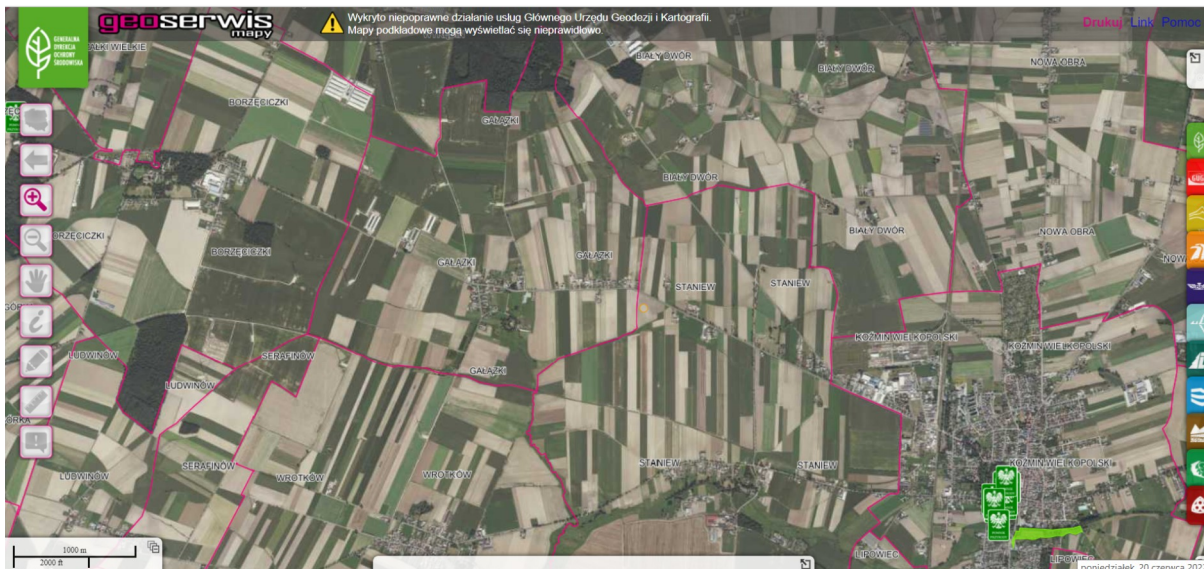 GENERALNA
DYREKCJA
OCHRONY
ŚRODOWISKA
geoserwis
mapy
Wykryto niepoprawne działanie usług Głównego Urzędu Geodezji i Kartografii.
Mapy podkładowe mogą wyświetlać się nieprawidłowo.
Drukuj Link Pomoc
BIAŁY DWÓR
BIAŁY DWÓR
NOWA OBRA
BORZĘCICZKI
GAŁĄZKI
BIAŁY DWÓR
BORZĘCICZKI
BIAŁY DWÓR
NOWA OBRA
GAŁĄZKI
GAŁĄZKI
STANIEW
STANIEW
KOŹMIN WIELKOPOLSKI
KOŹMIN WIELKOPOLSKI
LUDWINÓW
SERAFINÓW
LUDWINÓW
GAŁĄZKI
SERAFINÓW
LUDWINÓW
WROTKÓW
WROTKÓW
STANIEW
STANIEW
KOŹMIN WIELKOPOLSKI
LIPOWIEC
1000 m
2000 ft